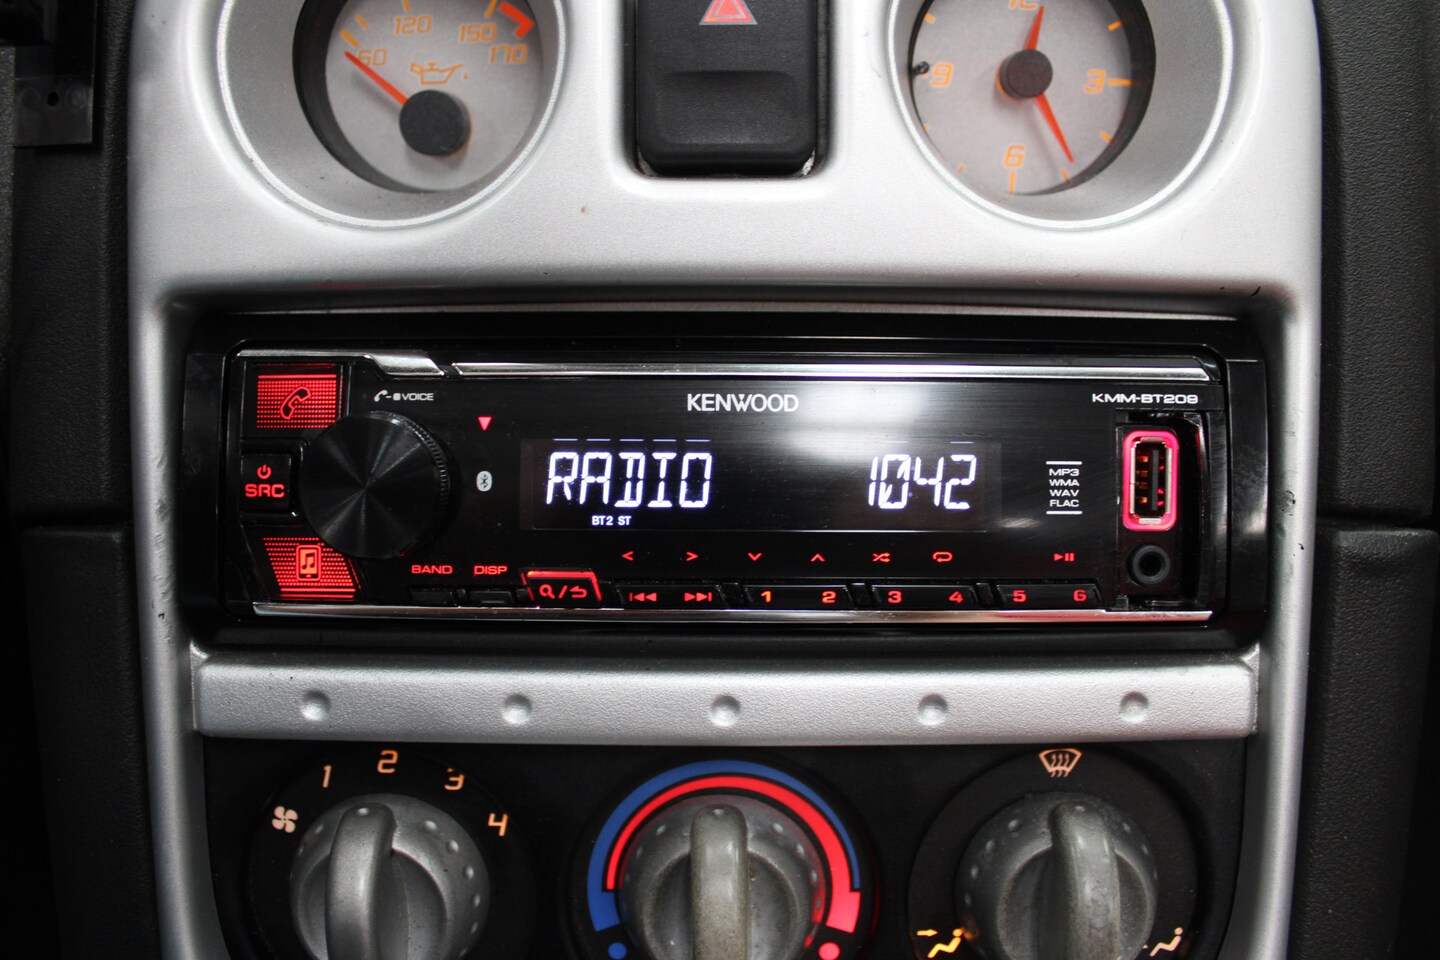 120
150
60
170
12
9
3
6
VOICE
KENWOOD
KMM-BT209
SRC
RADIO
1042
MP3
WMA
WAV
FLAC
BT2 ST
BAND
DISP
1
2
3
4
5
6
1
2
3
4